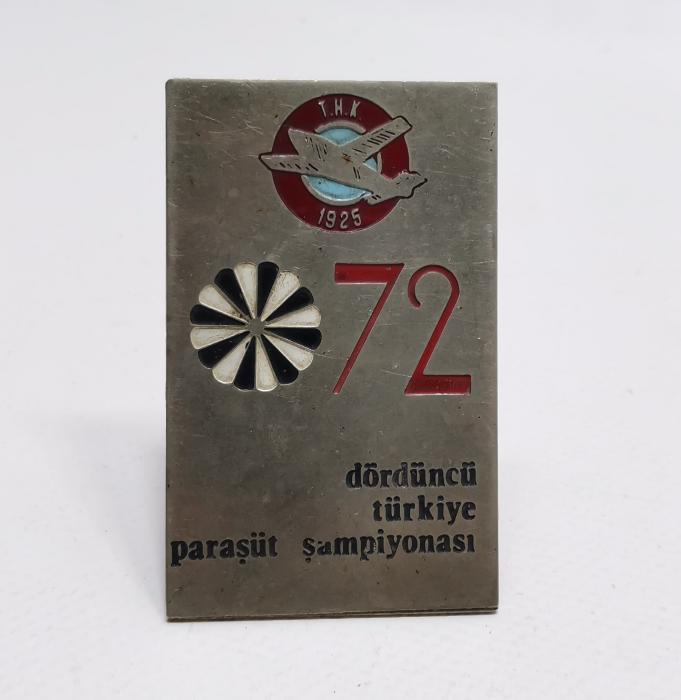 T.H.K.
1925
72
dördüncü
türkiye
paraşüt şampiyonası